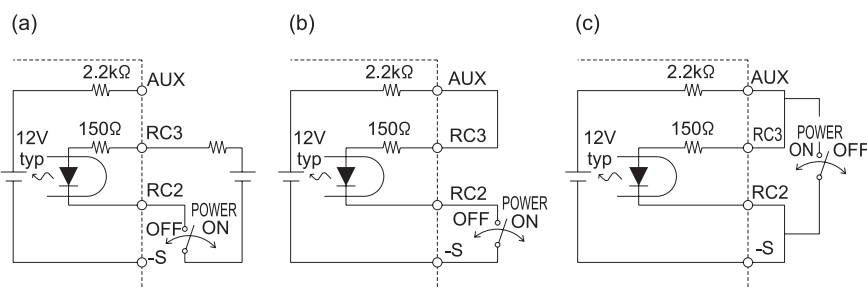 (a)
2.2kΩ
AUX
12V
typ
150Ω
RC3
RC2
OFF
POWER
ON
-S
(b)
2.2kΩ
AUX
12V
typ
150Ω
RC3
RC2
OFF
POWER
ON
-S
(c)
2.2kΩ
AUX
12V
typ
150Ω
RC3
POWER
ON
OFF
RC2
-S